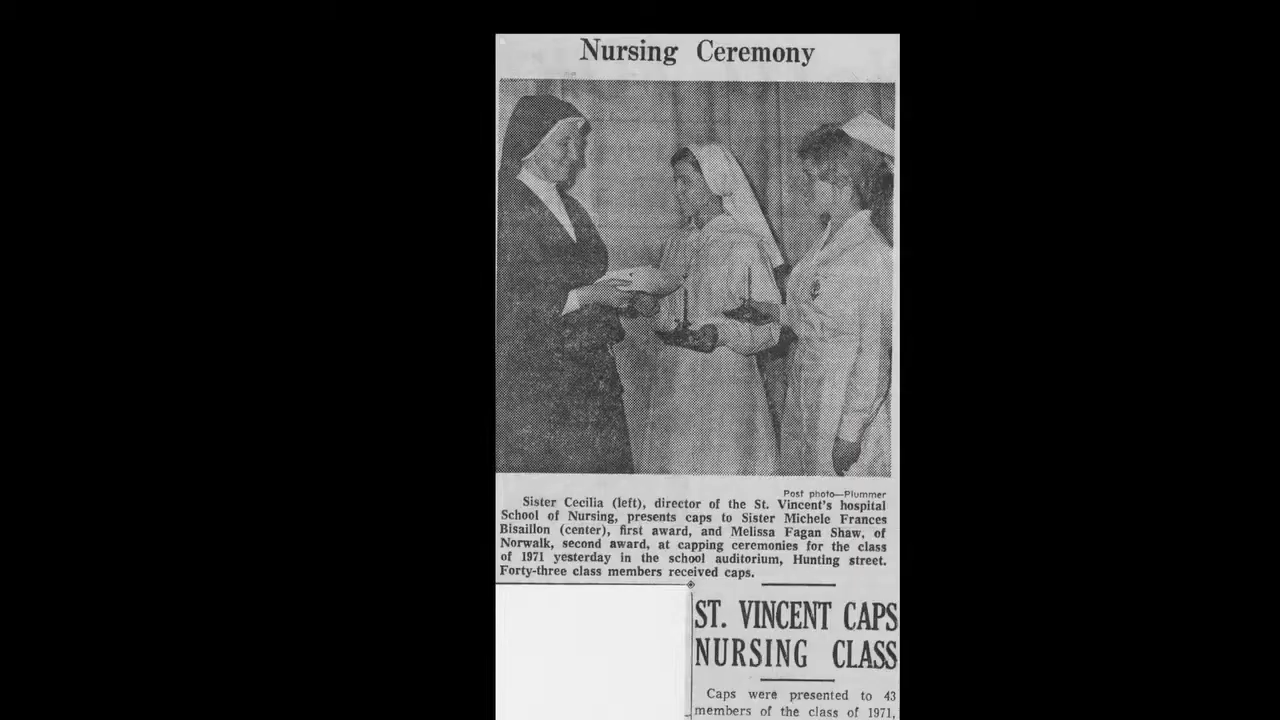 Nursing Ceremony
Post photo—Plummer
Sister Cecilia (left), director of the St. Vincent's hospital
School of Nursing, presents caps to Sister Michele Frances
Bisaillon (center), first award, and Melissa Fagan Shaw, of
Norwalk, second award, at capping ceremonies for the class
of 1971 yesterday in the school auditorium, Hunting street.
Forty-three class members received caps.
ST. VINCENT CAPS
NURSING CLASS
Caps were presented to 43
members of the class of 1971,